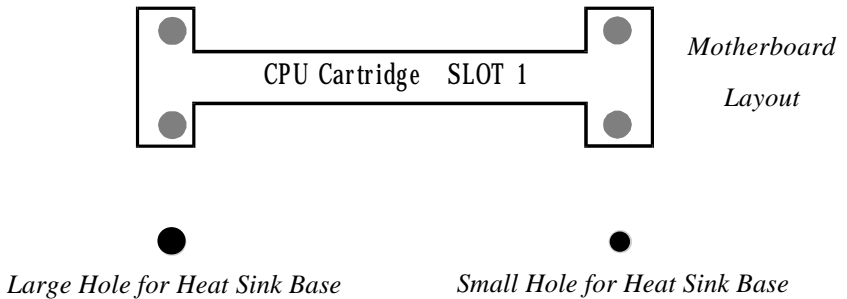 CPU Cartridge SLOT 1
Motherboard
Layout
Large Hole for Heat Sink Base
Small Hole for Heat Sink Base